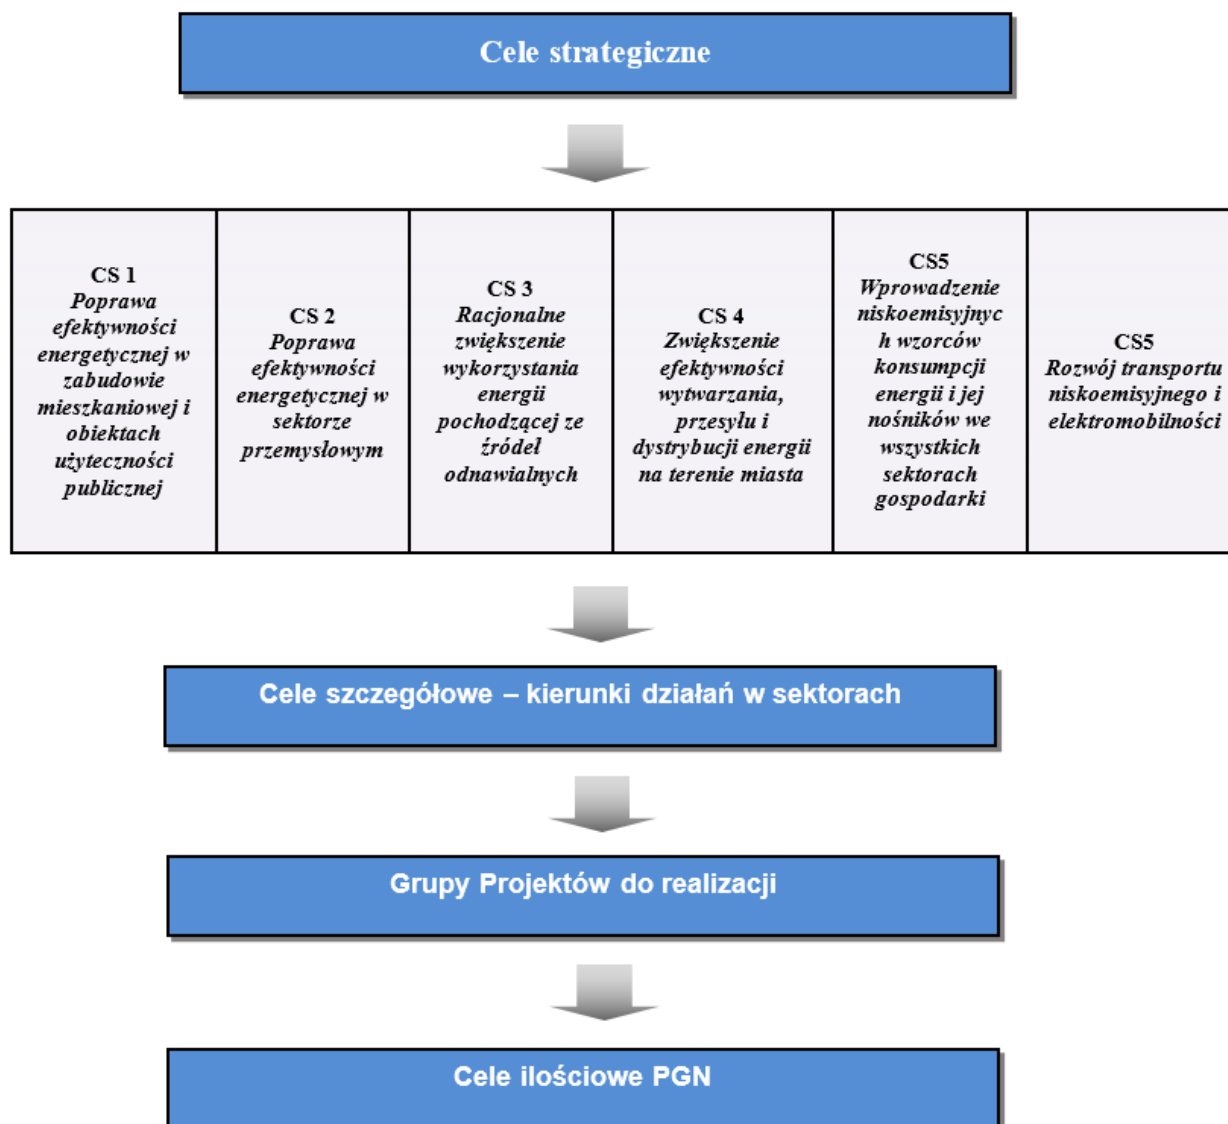 Cele strategiczne
CS 1
Poprawa
efektywności
energetycznej w
zabudowie
mieszkaniowej i
obiektach
użyteczności
publicznej
CS 2
Poprawa
efektywności
energetycznej w
sektorze
przemysłowym
CS 3
Racjonalne
zwiększenie
wykorzystania
energii
pochodzącej ze
źródeł
odnawialnych
CS 4
Zwiększenie
efektywności
wytwarzania,
przesyłu i
dystrybucji energii
na terenie miasta
CS5
Wprowadzenie
niskoemisyjnyc
h wzorców
konsumpcji
energii i jej
nośników we
wszystkich
sektorach
gospodarki
CS5
Rozwój transportu
niskoemisyjnego i
elektromobilności
Cele szczegółowe – kierunki działań w sektorach
Grupy Projektów do realizacji
Cele ilościowe PGN